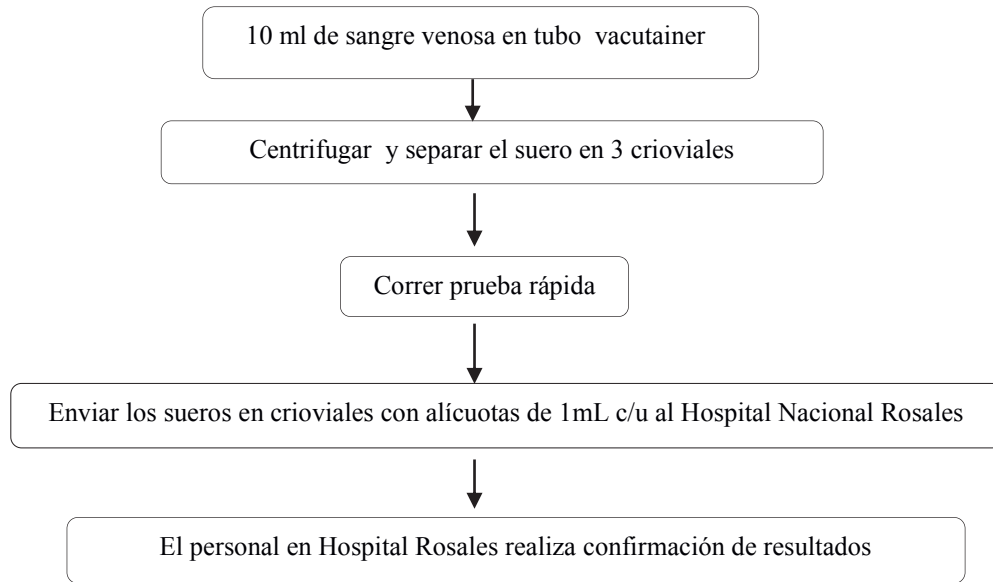 10 ml de sangre venosa en tubo vacutainer
Centrifugar y separar el suero en 3 crioviales
Correr prueba rápida
Enviar los sueros en crioviales con alícuotas de 1mL c/u al Hospital Nacional Rosales
El personal en Hospital Rosales realiza confirmación de resultados